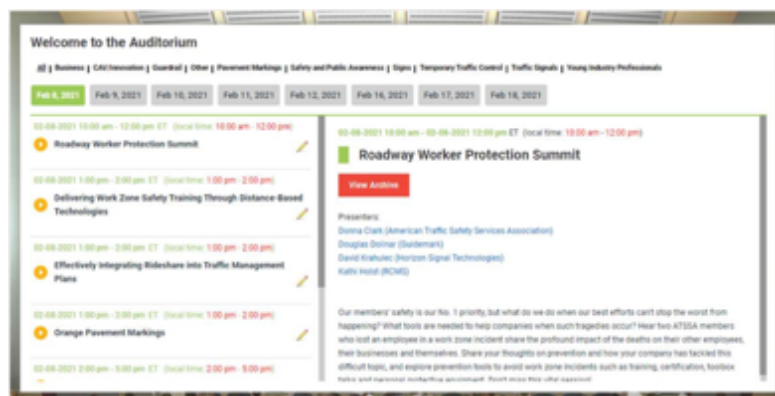 Welcome to the Auditorium
All | Business | CAV/Innovation | Guardrail | Other | Pavement Markings | Safety and Public Awareness | Signs | Temporary Traffic Control | Traffic Signals | Young Industry Professionals
Feb 8, 2021 Feb 9, 2021 Feb 10, 2021 Feb 11, 2021 Feb 12, 2021 Feb 16, 2021 Feb 17, 2021 Feb 18, 2021
02-08-2021 10:00 am - 12:00 pm ET (local time: 10:00 am - 12:00 pm)
Roadway Worker Protection Summit
02-08-2021 1:00 pm - 2:00 pm ET (local time: 1:00 pm - 2:00 pm)
Delivering Work Zone Safety Training Through Distance-Based
Technologies
02-08-2021 1:00 pm - 2:00 pm ET (local time: 1:00 pm - 2:00 pm)
Effectively Integrating Rideshare into Traffic Management
Plans
02-08-2021 1:00 pm - 2:00 pm ET (local time: 1:00 pm - 2:00 pm)
Orange Pavement Markings
02-08-2021 2:00 pm - 5:00 pm ET (local time: 2:00 pm - 5:00 pm)
02-08-2021 10:00 am - 02-08-2021 12:00 pm ET (local time: 10:00 am - 12:00 pm)
Roadway Worker Protection Summit
View Archive
Presenters:
Donna Clark (American Traffic Safety Services Association)
Douglas Dolinar (Guidemark)
David Krahulec (Horizon Signal Technologies)
Kathi Holst (RCMS)
Our members' safety is our No. 1 priority, but what do we do when our best efforts can't stop the worst from
happening? What tools are needed to help companies when such tragedies occur? Hear two ATSSA members
who lost an employee in a work zone incident share the profound impact of the deaths on their other employees,
their businesses and themselves. Share your thoughts on prevention and how your company has tackled this
difficult topic, and explore prevention tools to avoid work zone incidents such as training, certification, toolbox
talks and personal protective equipment. Don't miss this vital session!